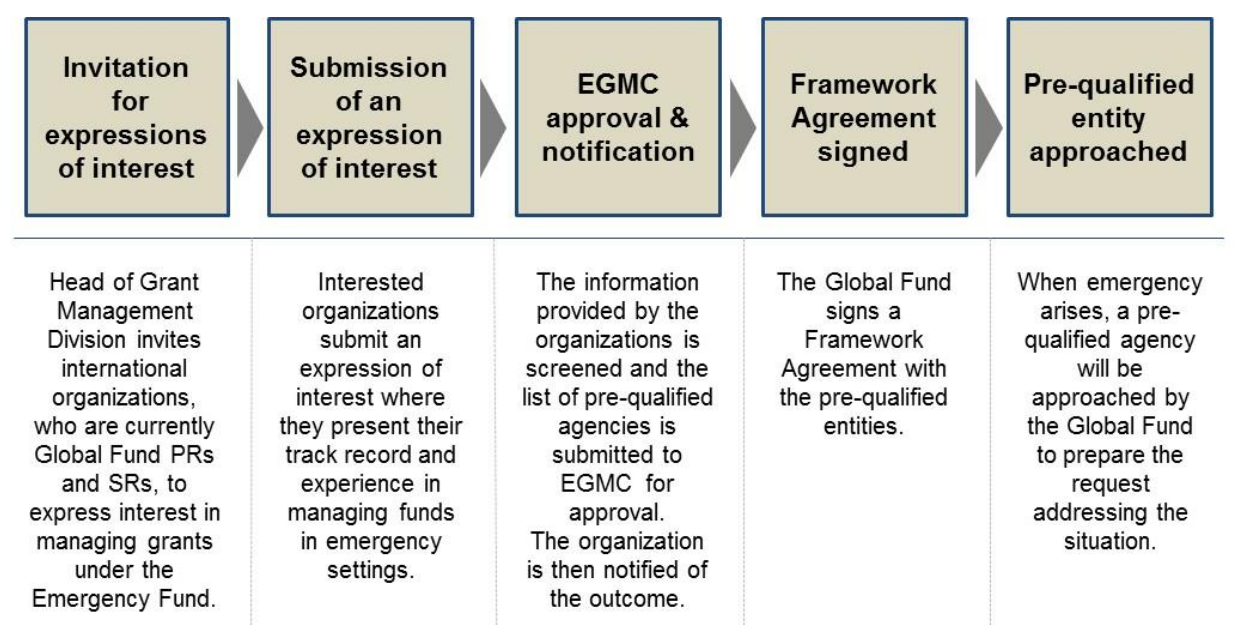 Invitation
for
expressions
of interest
Submission
of an
expression
of interest
EGMC
approval &
notification
Framework
Agreement
signed
Pre-qualified
entity
approached
Head of Grant
Management
Division invites
international
organizations,
who are currently
Global Fund PRs
and SRs, to
express interest in
managing grants
under the
Emergency Fund.
Interested
organizations
submit an
expression of
interest where
they present their
track record and
experience in
managing funds
in emergency
settings.
The information
provided by the
organizations is
screened and the
list of pre-qualified
agencies is
submitted to
EGMC for
approval.
The organization
is then notified of
the outcome.
The Global Fund
signs a
Framework
Agreement with
the pre-qualified
entities.
When emergency
arises, a pre-
qualified agency
will be
approached by
the Global Fund
to prepare the
request
addressing the
situation.